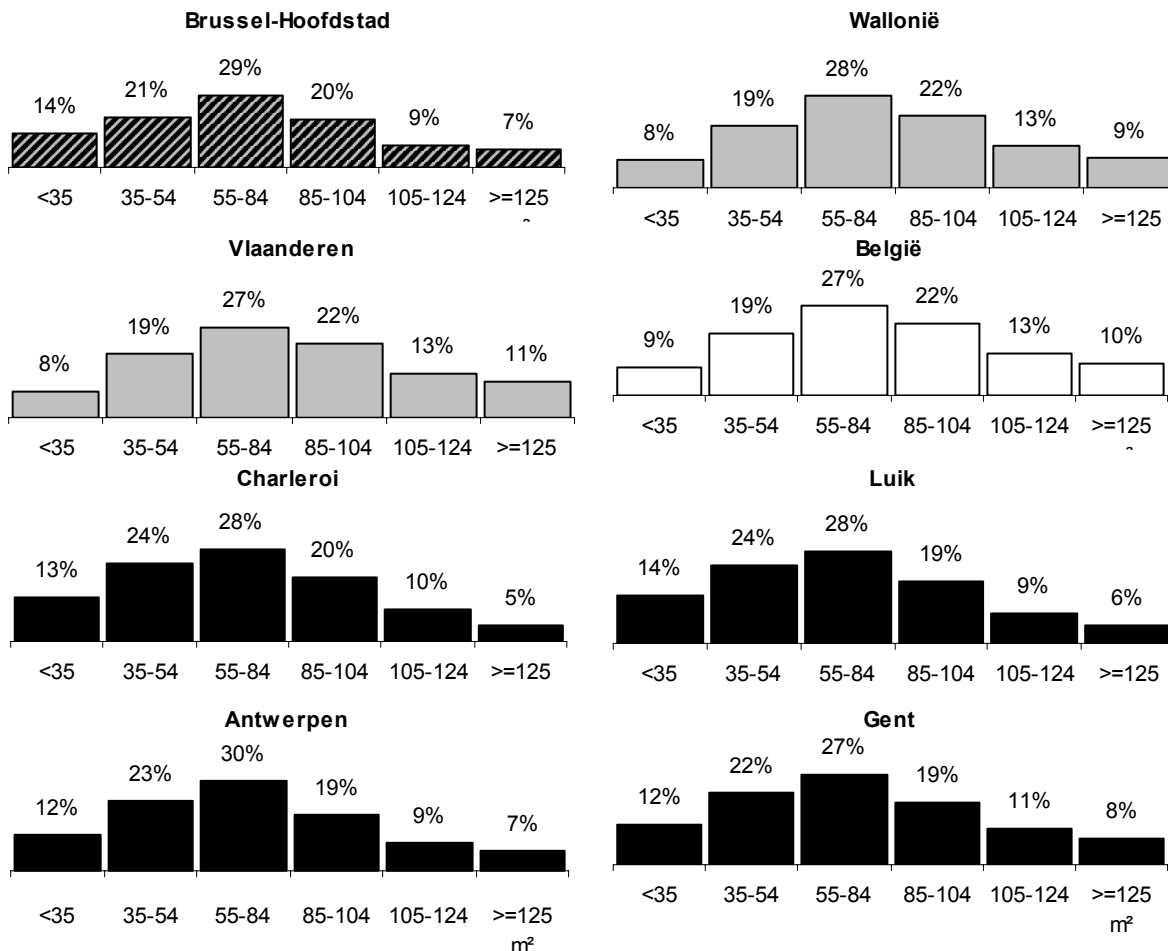 Brussel-Hoofdstad
14% 21% 29% 20% 9% 7%
<35 35-54 55-84 85-104 105-124 >=125
Wallonië
8% 19% 28% 22% 13% 9%
<35 35-54 55-84 85-104 105-124 >=125
Vlaanderen
8% 19% 27% 22% 13% 11%
<35 35-54 55-84 85-104 105-124 >=125
België
9% 19% 27% 22% 13% 10%
<35 35-54 55-84 85-104 105-124 >=125
Charleroi
13% 24% 28% 20% 10% 5%
<35 35-54 55-84 85-104 105-124 >=125
Luik
14% 24% 28% 19% 9% 6%
<35 35-54 55-84 85-104 105-124 >=125
Antwerpen
12% 23% 30% 19% 9% 7%
<35 35-54 55-84 85-104 105-124 >=125
m²
Gent
12% 22% 27% 19% 11% 8%
<35 35-54 55-84 85-104 105-124 >=125
m²